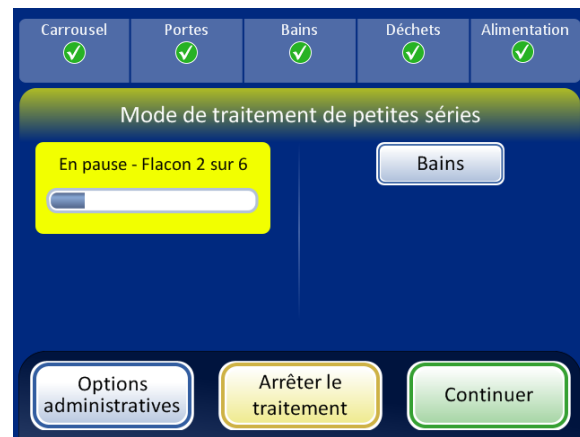 Carrousel Portes Bains Déchets Alimentation
Mode de traitement de petites séries
En pause - Flacon 2 sur 6
Bains
Options
administratives
Arrêter le
traitement
Continuer